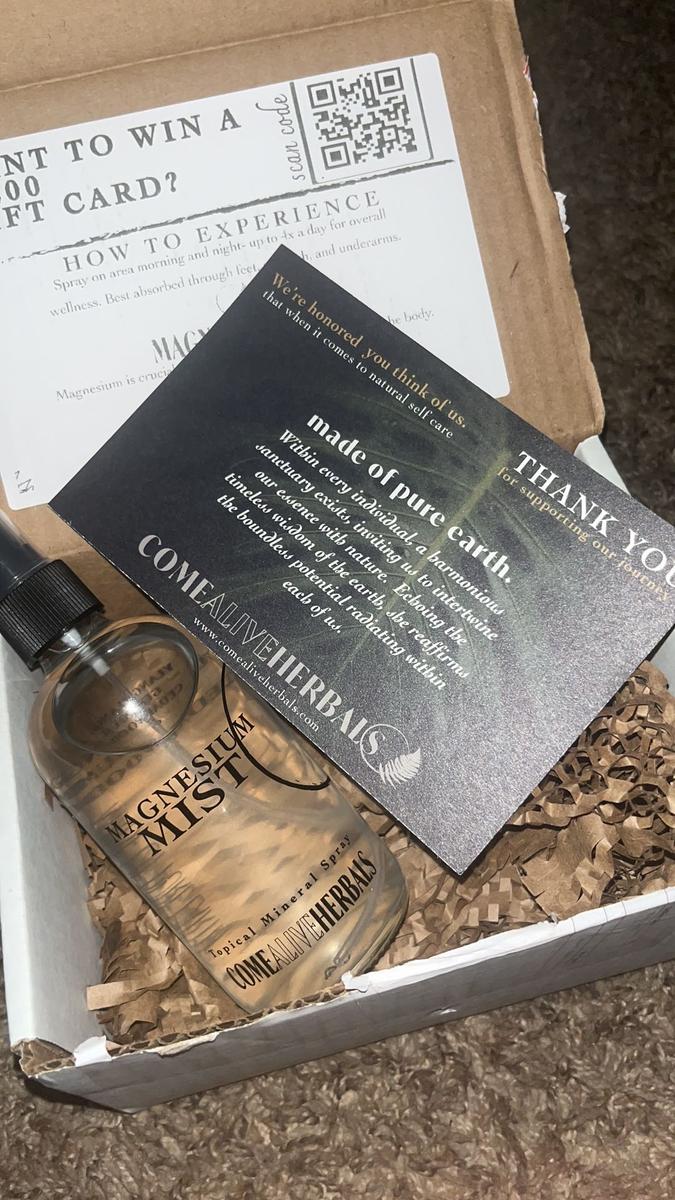 NT TO WIN A
00
FT CARD?
scan code
HOW TO EXPERIENCE
Spray on area morning and night- up to 4x a day for overall
wellness. Best absorbed through feet, and underarms.
the body.
Magnesium is crucial
We're honored you think of us.
that when it comes to natural self care
made of pure earth.
Within every individual, a harmonious
sanctuary exists, inviting us to intertwine
our essence with nature. Echoing the
timeless wisdom of the earth, she reaffirms
the boundless potential radiating within
each of us.
THANK YOU
for supporting our journey
COMEALIVEHERBALS
www.comealiveherbals.com
MAGNESIUM
MIST
Topical Mineral Spray
COMEALIVEHERBALS